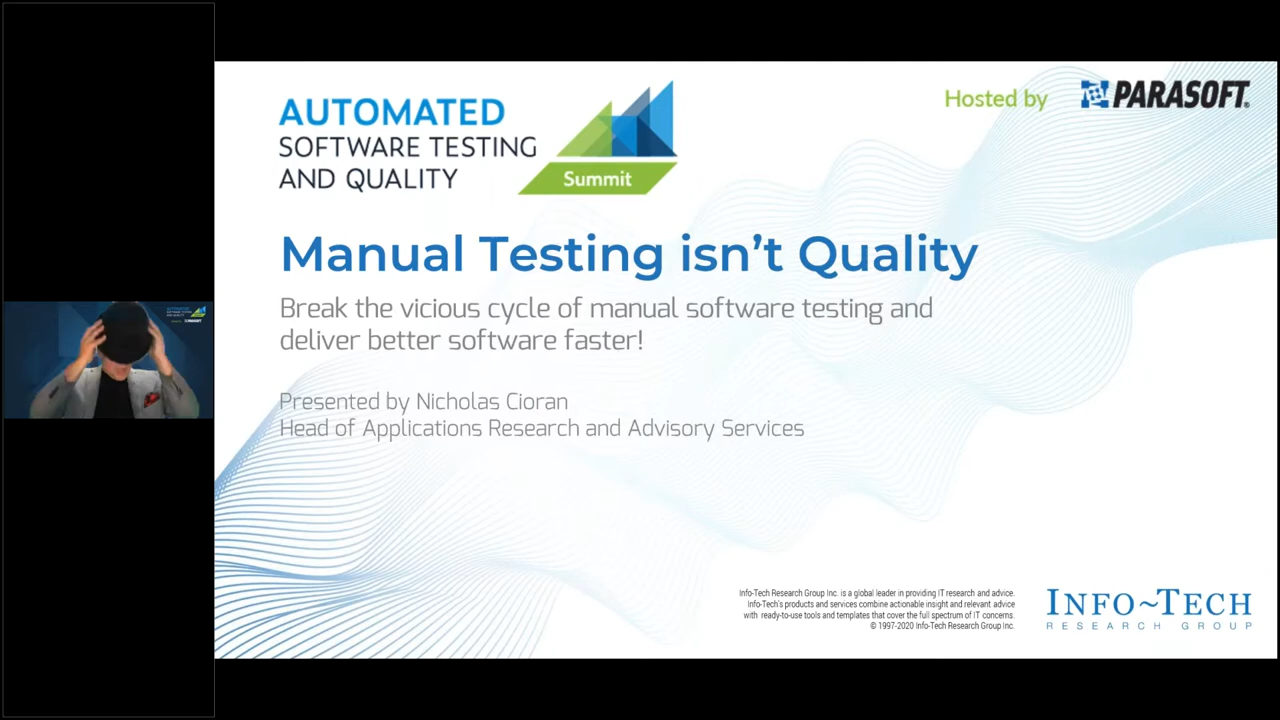 AUTOMATED
SOFTWARE TESTING
AND QUALITY
Summit
Hosted by PARASOFT
Manual Testing isn't Quality
Break the vicious cycle of manual software testing and
deliver better software faster!
Presented by Nicholas Cioran
Head of Applications Research and Advisory Services
Info-Tech Research Group Inc. is a global leader in providing IT research and advice.
Info-Tech's products and services combine actionable insight and relevant advice
with ready-to-use tools and templates that cover the full spectrum of IT concerns.
© 1997-2020 Info-Tech Research Group Inc.
INFO~TECH
RESEARCH GROUP